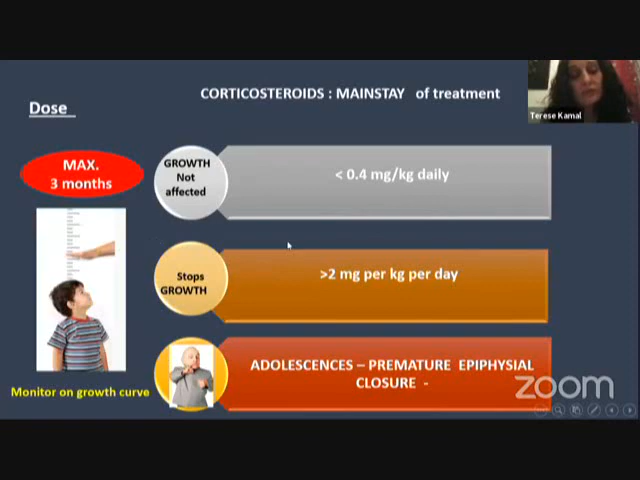 CORTICOSTEROIDS : MAINSTAY of treatment
Terese Kamal
Dose
MAX.
3 months
GROWTH
Not
affected
< 0.4 mg/kg daily
Stops
GROWTH
>2 mg per kg per day
ADOLESCENCES – PREMATURE EPIPHYSIAL
CLOSURE -
Monitor on growth curve
zoom